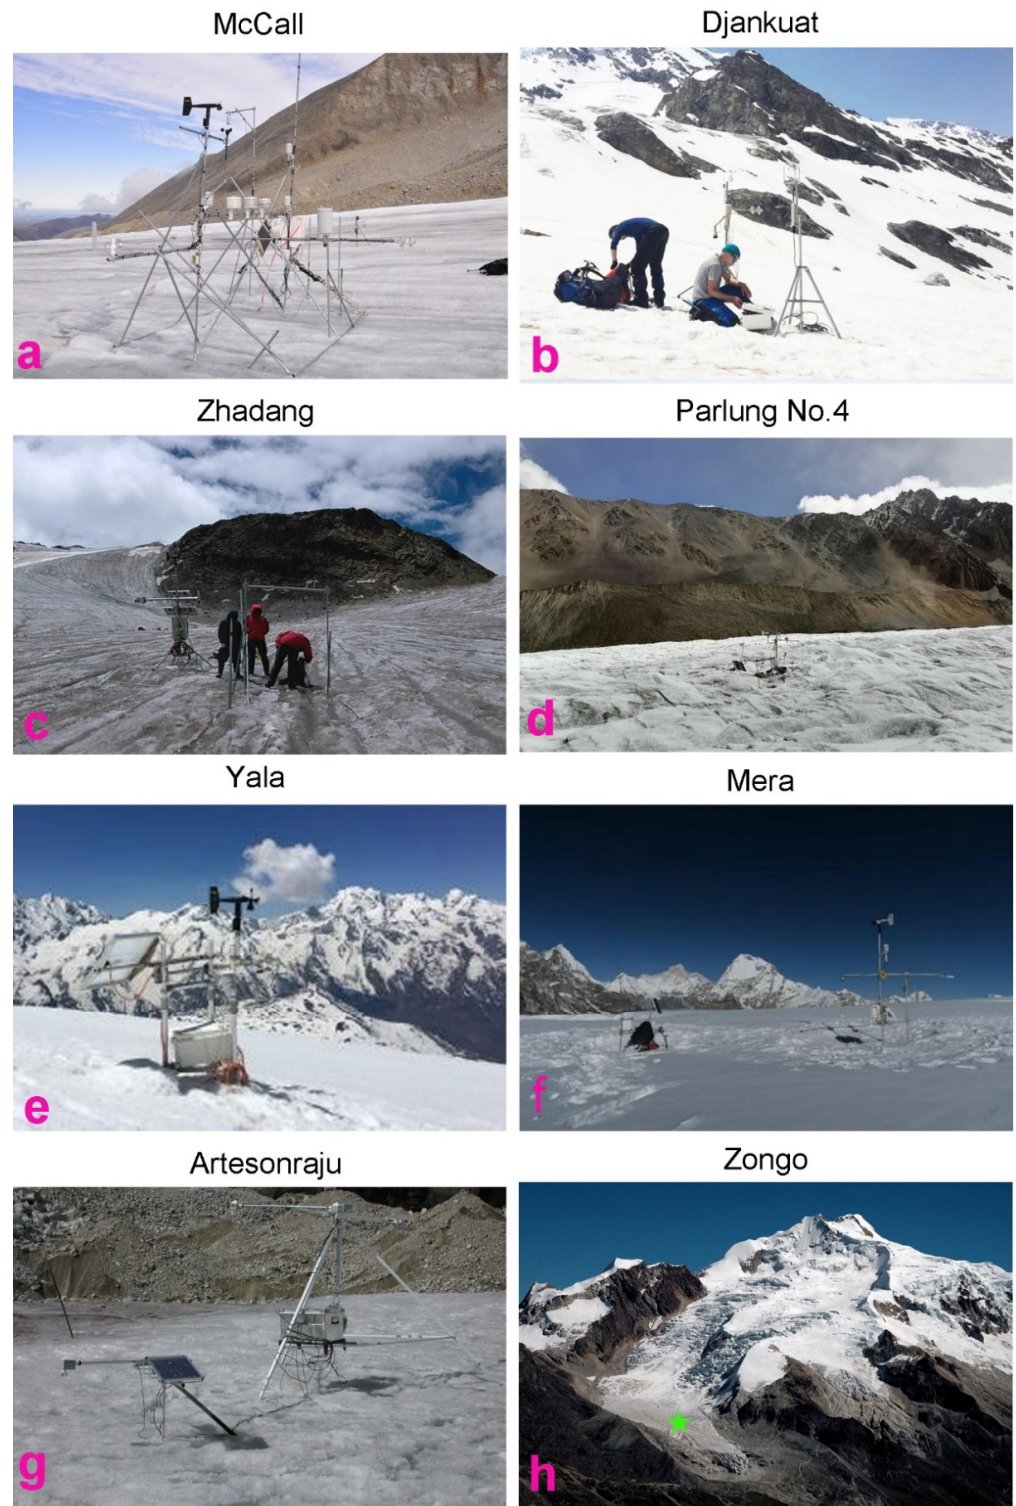 McCall
Djankuat
a
b
Zhadang
Parlung No.4
c
d
Yala
Mera
e
f
Artesonraju
Zongo
g
h